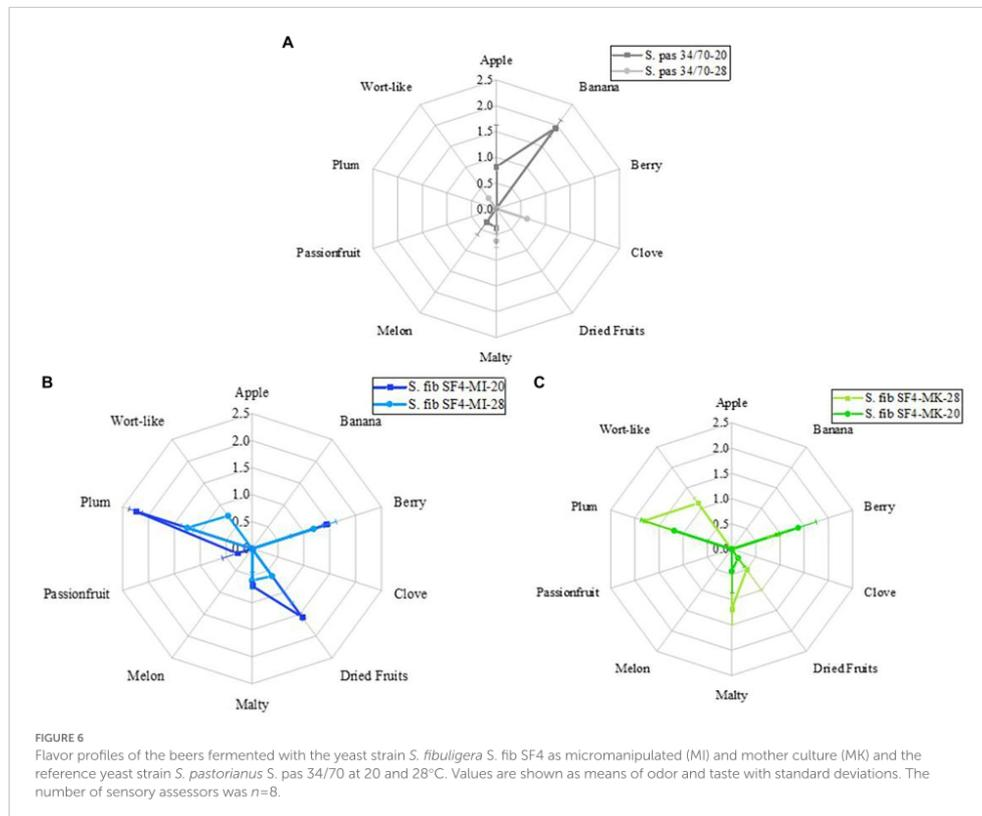 A
S. pas 34/70-20
S. pas 34/70-28
Apple
Wort-like
Banana
2.5
2.0
Plum
1.5
Berry
1.0
0.5
0.0
Passionfruit
Clove
Melon
Dried Fruits
Malty
B
S. fib SF4-MI-20
S. fib SF4-MI-28
Apple
Wort-like
Banana
2.5
2.0
Plum
1.5
Berry
1.0
0.5
0.0
Passionfruit
Clove
Melon
Dried Fruits
Malty
C
S. fib SF4-MK-28
S. fib SF4-MK-20
Apple
Wort-like
Banana
2.5
2.0
Plum
1.5
Berry
1.0
0.5
0.0
Passionfruit
Clove
Melon
Dried Fruits
Malty
FIGURE 6
Flavor profiles of the beers fermented with the yeast strain S. fibuligera S. fib SF4 as micromanipulated (MI) and mother culture (MK) and the
reference yeast strain S. pastorianus S. pas 34/70 at 20 and 28°C. Values are shown as means of odor and taste with standard deviations. The
number of sensory assessors was n=8.